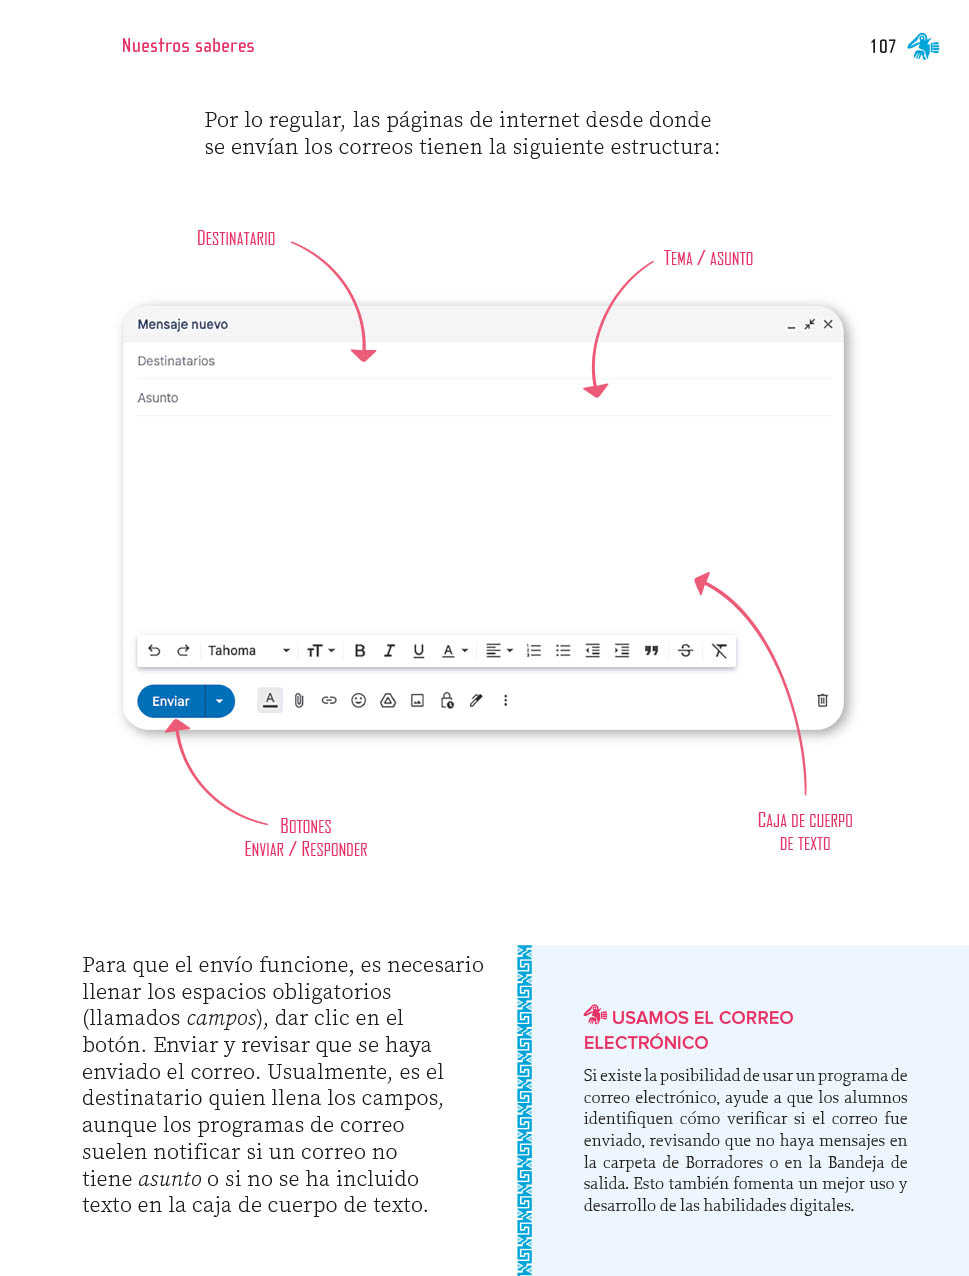 Nuestros saberes
107
Por lo regular, las páginas de internet desde donde
se envían los correos tienen la siguiente estructura:
Destinatario
Tema / asunto
Mensaje nuevo
Destinatarios
Asunto
Tahoma
Enviar
Botones
Enviar / Responder
Caja de cuerpo
de texto
Para que el envío funcione, es necesario
llenar los espacios obligatorios
(llamados campos), dar clic en el
botón. Enviar y revisar que se haya
enviado el correo. Usualmente, es el
destinatario quien llena los campos,
aunque los programas de correo
suelen notificar si un correo no
tiene asunto o si no se ha incluido
texto en la caja de cuerpo de texto.
USAMOS EL CORREO
ELECTRÓNICO
Si existe la posibilidad de usar un programa de
correo electrónico, ayude a que los alumnos
identifiquen cómo verificar si el correo fue
enviado, revisando que no haya mensajes en
la carpeta de Borradores o en la Bandeja de
salida. Esto también fomenta un mejor uso y
desarrollo de las habilidades digitales.